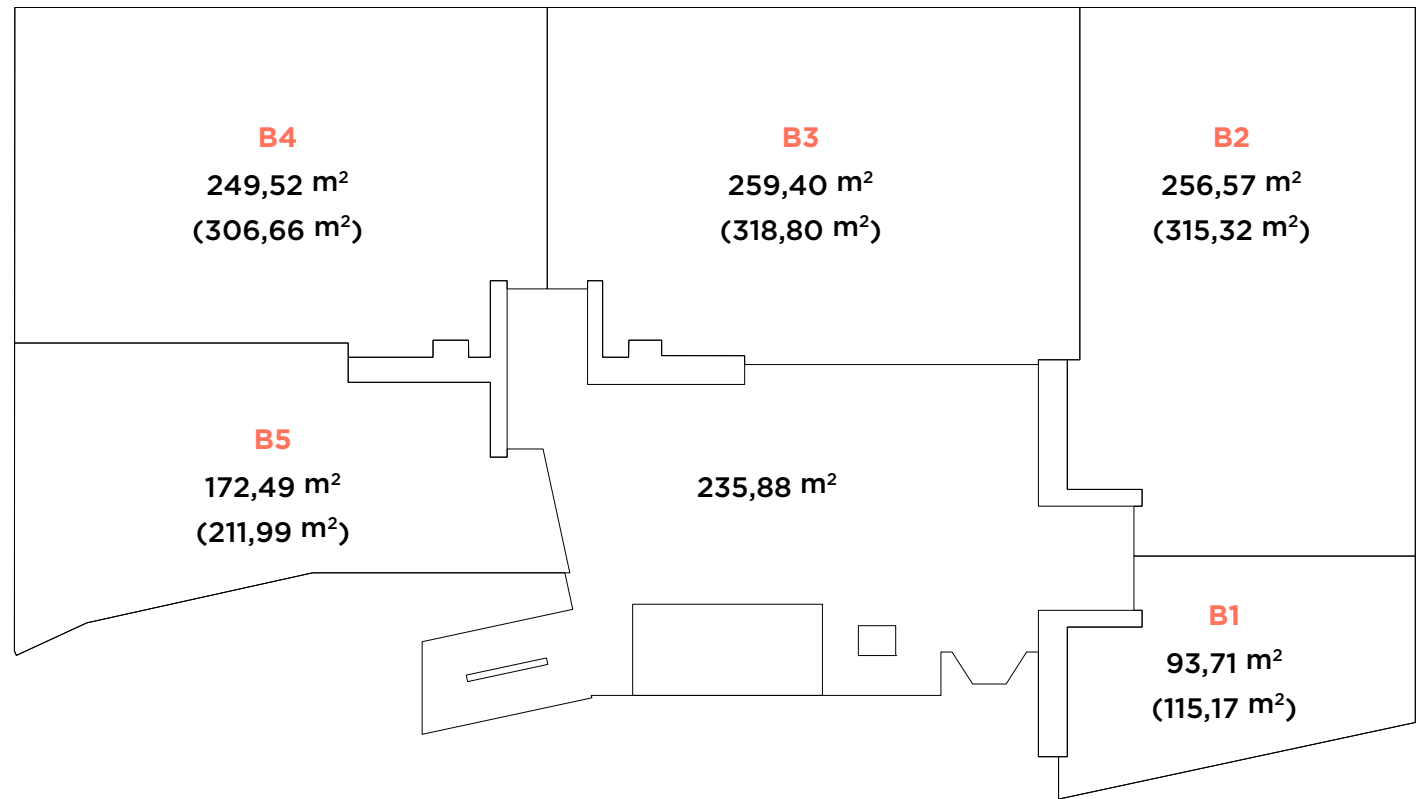 B4
249,52 m²
(306,66 m²)
B3
259,40 m²
(318,80 m²)
B2
256,57 m²
(315,32 m²)
B5
172,49 m²
(211,99 m²)
235,88 m²
B1
93,71 m²
(115,17 m²)